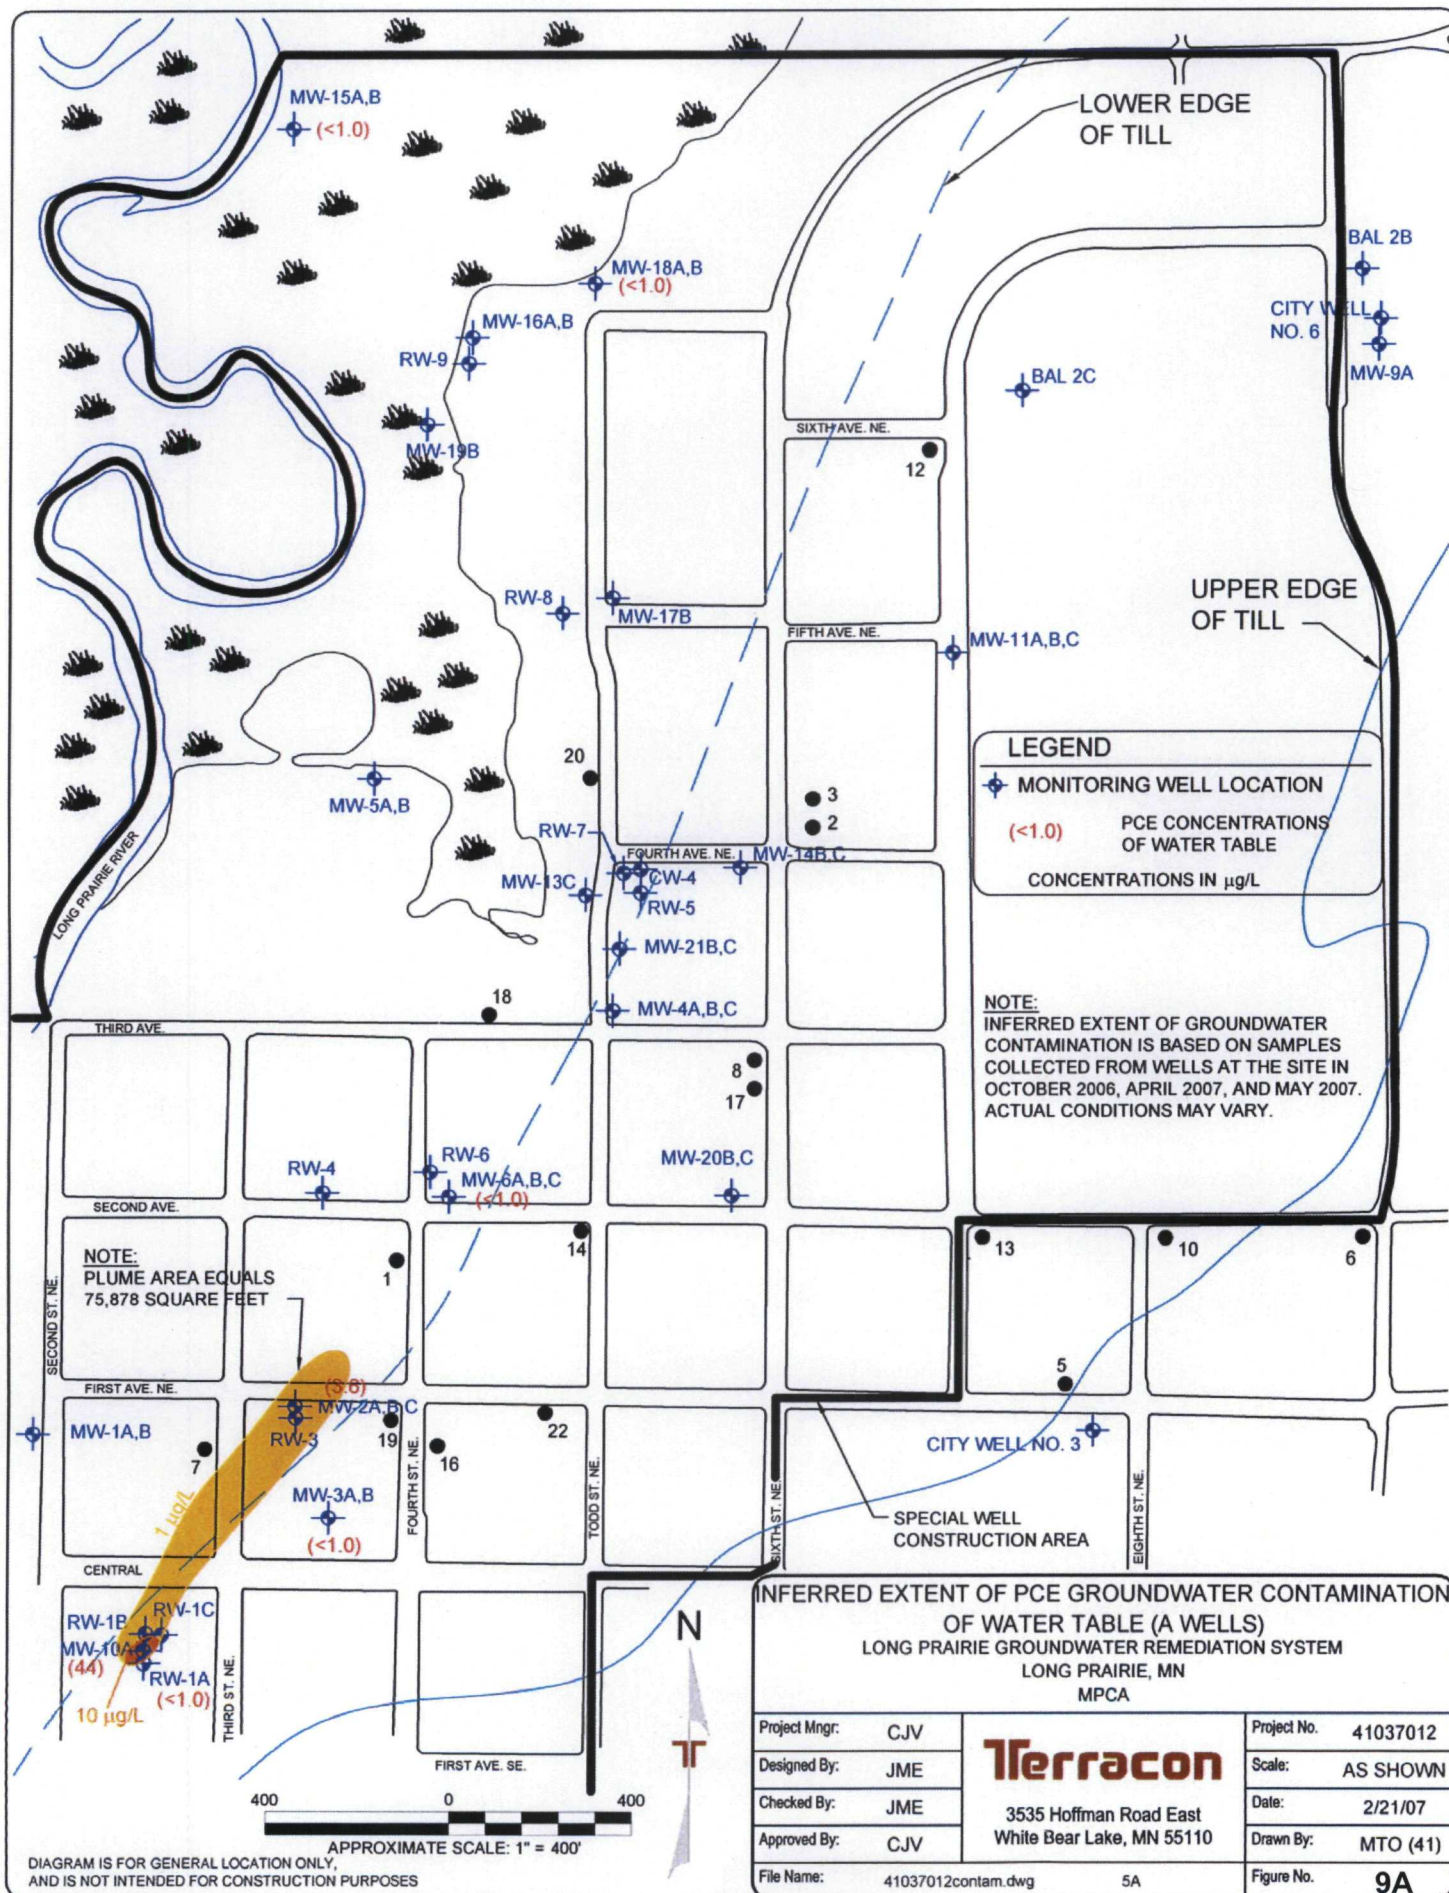 MW-15A,B
(<1.0)
LOWER EDGE
OF TILL
BAL 2B
MW-18A,B
(<1.0)
CITY WELL
NO. 6
MW-16A,B
RW-9
MW-9A
BAL 2C
SIXTH AVE. NE.
MW-19B
12
UPPER EDGE
OF TILL
RW-8
MW-17B
FIFTH AVE. NE.
MW-11A,B,C
LEGEND
MONITORING WELL LOCATION
(<1.0)
PCE CONCENTRATIONS
OF WATER TABLE
CONCENTRATIONS IN µg/L
20
MW-5A,B
3
2
RW-7
FOURTH AVE. NE.
MW-14B,C
CW-4
MW-13C
RW-5
LONG PRAIRIE RIVER
MW-21B,C
18
MW-4A,B,C
THIRD AVE.
NOTE:
INFERRED EXTENT OF GROUNDWATER
CONTAMINATION IS BASED ON SAMPLES
COLLECTED FROM WELLS AT THE SITE IN
OCTOBER 2006, APRIL 2007, AND MAY 2007.
ACTUAL CONDITIONS MAY VARY.
8
17
RW-4
RW-6
MW-6A,B,C
(<1.0)
MW-20B,C
SECOND AVE.
NOTE:
PLUME AREA EQUALS
75,878 SQUARE FEET
1
14
13
10
6
SECOND ST. NE.
5
FIRST AVE. NE.
MW-2A,B,C
RW-3
MW-1A,B
7
19
16
22
CITY WELL NO. 3
1 µg/L
MW-3A,B
(<1.0)
FOURTH ST. NE.
TODD ST. NE.
SIXTH ST. NE.
EIGHTH ST. NE.
SPECIAL WELL
CONSTRUCTION AREA
CENTRAL
RW-1B
RW-1C
MW-10A
(44)
RW-1A
(<1.0)
10 µg/L
THIRD ST. NE.
FIRST AVE. SE.
N
400
0
400
APPROXIMATE SCALE: 1" = 400'
DIAGRAM IS FOR GENERAL LOCATION ONLY,
AND IS NOT INTENDED FOR CONSTRUCTION PURPOSES
INFERRED EXTENT OF PCE GROUNDWATER CONTAMINATION
OF WATER TABLE (A WELLS)
LONG PRAIRIE GROUNDWATER REMEDIATION SYSTEM
LONG PRAIRIE, MN
MPCA
Project Mngr: CJV
Designed By: JME
Checked By: JME
Approved By: CJV
File Name: 41037012contam.dwg 5A
Terracon
3535 Hoffman Road East
White Bear Lake, MN 55110
Project No. 41037012
Scale: AS SHOWN
Date: 2/21/07
Drawn By: MTO (41)
Figure No. 9A